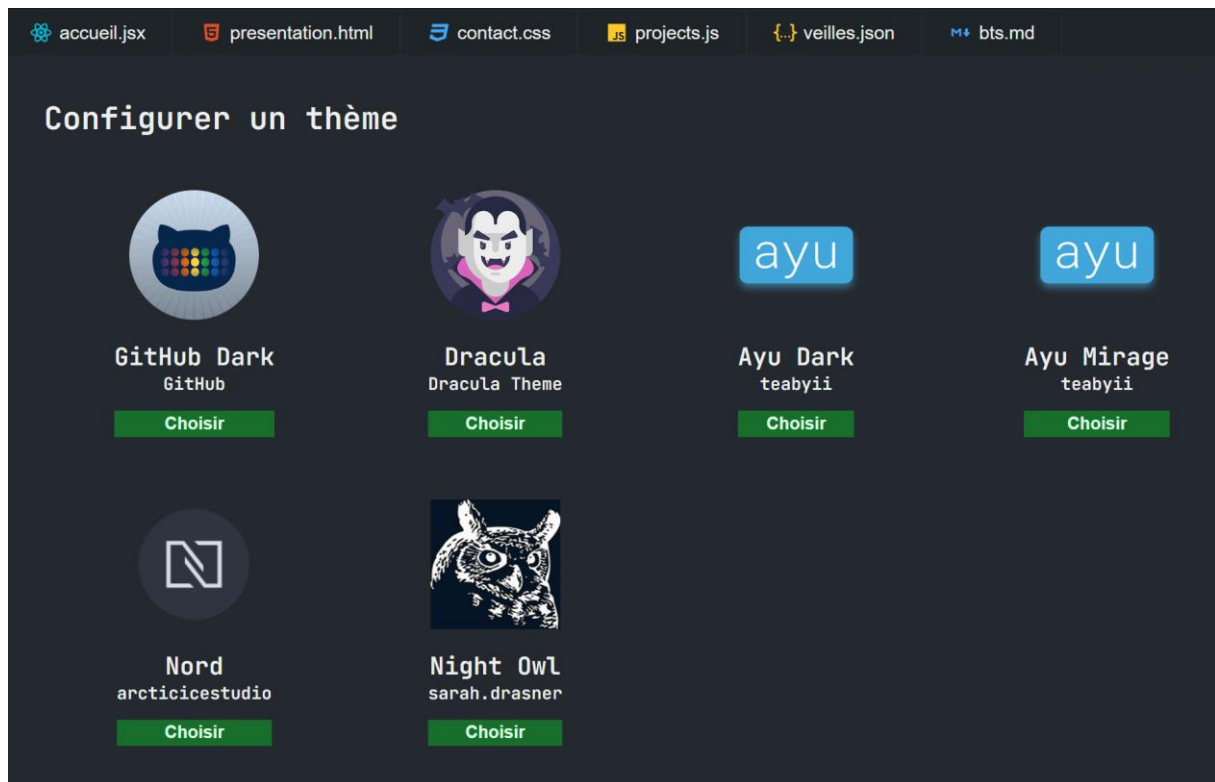 accueil.jsx presentation.html contact.css JS projects.js {..} veilles.json M↓ bts.md
Configurer un thème
ayu ayu
GitHub Dark Dracula Ayu Dark Ayu Mirage
GitHub Dracula Theme teabyii teabyii
Choisir Choisir Choisir Choisir
N
Nord Night Owl
arcticicestudio sarah.drasner
Choisir Choisir